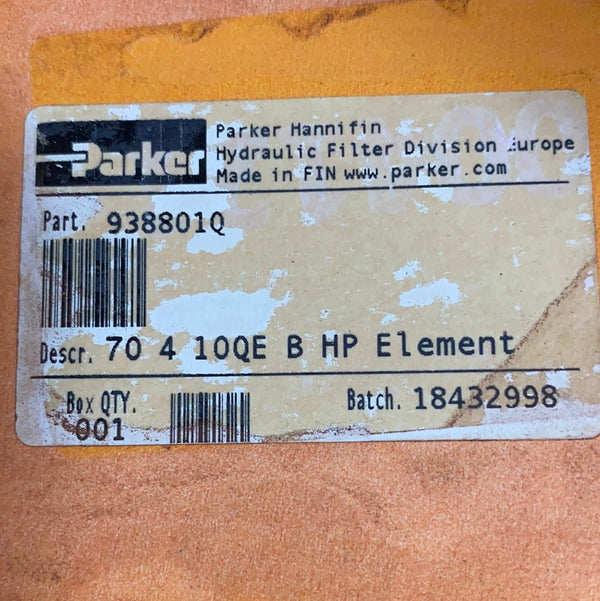 Parker
Parker Hannifin
Hydraulic Filter Division Europe
Made in FIN www.parker.com
Part. 938801Q
Descr. 70 4 10QE B HP Element
Box QTY.
001
Batch. 18432998